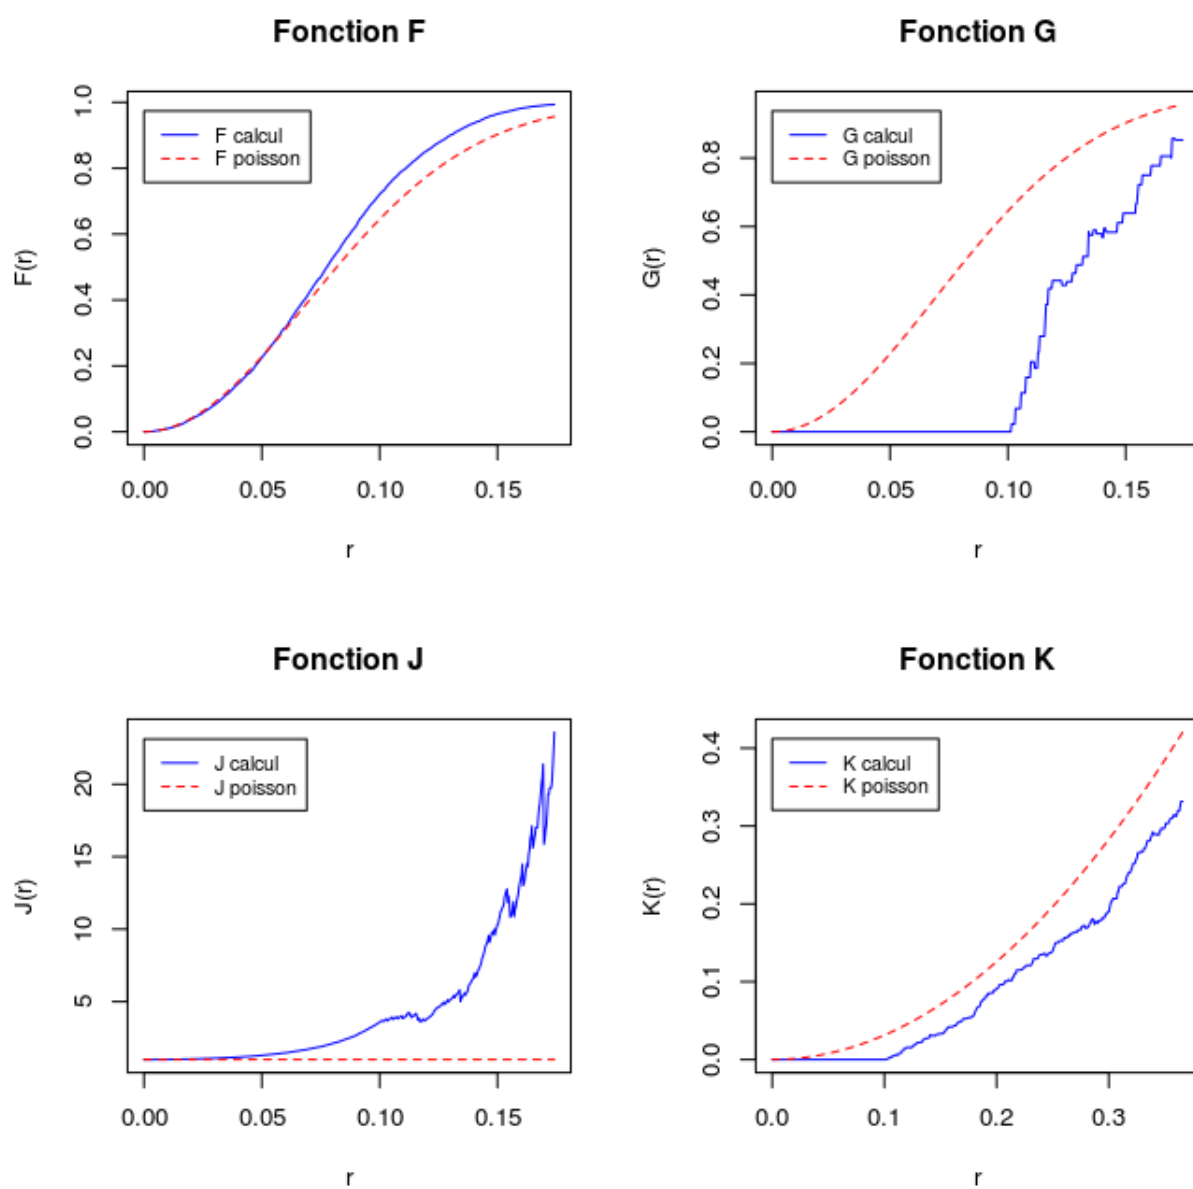 Fonction F
F(r)
1.0
0.8
0.6
0.4
0.2
0.0
F calcul
F poisson
0.00 0.05 0.10 0.15
r
Fonction G
G(r)
0.8
0.6
0.4
0.2
0.0
G calcul
G poisson
0.00 0.05 0.10 0.15
r
Fonction J
J(r)
20
15
10
5
J calcul
J poisson
0.00 0.05 0.10 0.15
r
Fonction K
K(r)
0.4
0.3
0.2
0.1
0.0
K calcul
K poisson
0.0 0.1 0.2 0.3
r